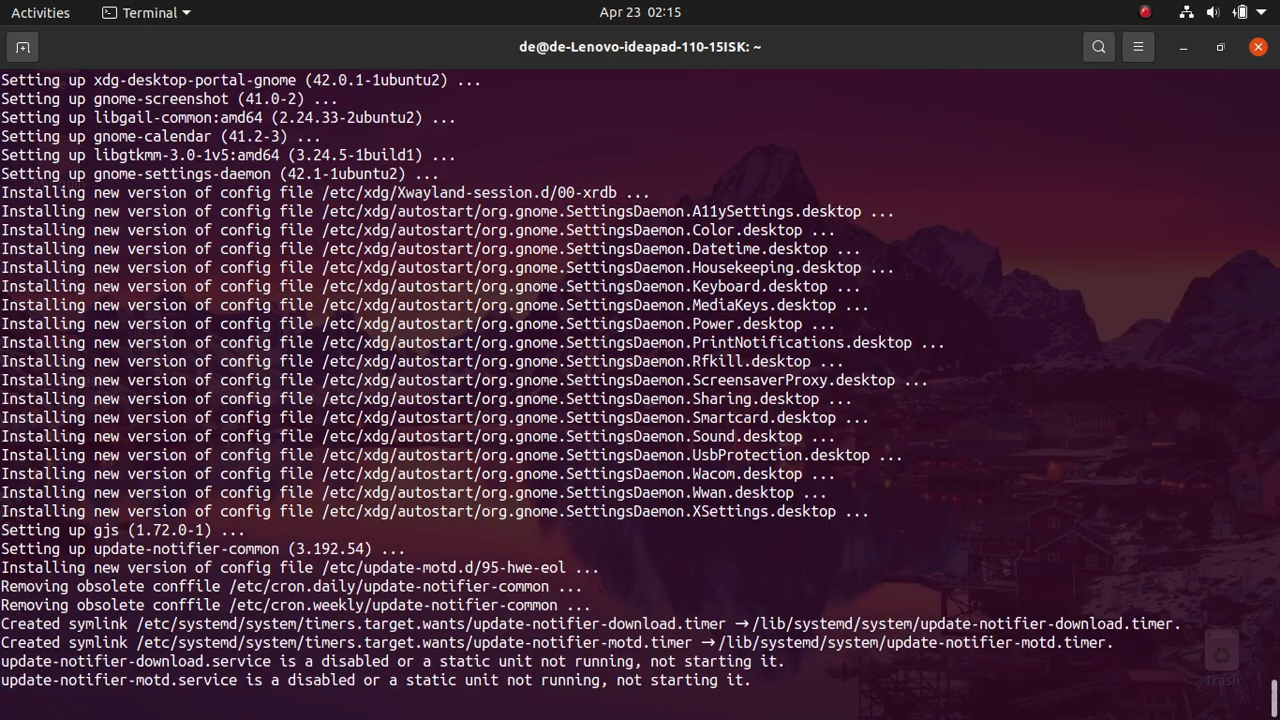 Activities
Terminal
Apr 23 02:15
de@de-Lenovo-ideapad-110-15ISK: ~
Setting up xdg-desktop-portal-gnome (42.0.1-1ubuntu2) ...
Setting up gnome-screenshot (41.0-2) ...
Setting up libgail-common:amd64 (2.24.33-2ubuntu2) ...
Setting up gnome-calendar (41.2-3) ...
Setting up libgtkmm-3.0-1v5:amd64 (3.24.5-1build1) ...
Setting up gnome-settings-daemon (42.1-1ubuntu2) ...
Installing new version of config file /etc/xdg/Xwayland-session.d/00-xrdb ...
Installing new version of config file /etc/xdg/autostart/org.gnome.SettingsDaemon.A11ySettings.desktop ...
Installing new version of config file /etc/xdg/autostart/org.gnome.SettingsDaemon.Color.desktop ...
Installing new version of config file /etc/xdg/autostart/org.gnome.SettingsDaemon.Datetime.desktop ...
Installing new version of config file /etc/xdg/autostart/org.gnome.SettingsDaemon.Housekeeping.desktop ...
Installing new version of config file /etc/xdg/autostart/org.gnome.SettingsDaemon.Keyboard.desktop ...
Installing new version of config file /etc/xdg/autostart/org.gnome.SettingsDaemon.MediaKeys.desktop ...
Installing new version of config file /etc/xdg/autostart/org.gnome.SettingsDaemon.Power.desktop ...
Installing new version of config file /etc/xdg/autostart/org.gnome.SettingsDaemon.PrintNotifications.desktop ...
Installing new version of config file /etc/xdg/autostart/org.gnome.SettingsDaemon.Rfkill.desktop ...
Installing new version of config file /etc/xdg/autostart/org.gnome.SettingsDaemon.ScreensaverProxy.desktop ...
Installing new version of config file /etc/xdg/autostart/org.gnome.SettingsDaemon.Sharing.desktop ...
Installing new version of config file /etc/xdg/autostart/org.gnome.SettingsDaemon.Smartcard.desktop ...
Installing new version of config file /etc/xdg/autostart/org.gnome.SettingsDaemon.Sound.desktop ...
Installing new version of config file /etc/xdg/autostart/org.gnome.SettingsDaemon.UsbProtection.desktop ...
Installing new version of config file /etc/xdg/autostart/org.gnome.SettingsDaemon.Wacom.desktop ...
Installing new version of config file /etc/xdg/autostart/org.gnome.SettingsDaemon.Wwan.desktop ...
Installing new version of config file /etc/xdg/autostart/org.gnome.SettingsDaemon.XSettings.desktop ...
Setting up gjs (1.72.0-1) ...
Setting up update-notifier-common (3.192.54) ...
Installing new version of config file /etc/update-motd.d/95-hwe-eol ...
Removing obsolete conffile /etc/cron.daily/update-notifier-common ...
Removing obsolete conffile /etc/cron.weekly/update-notifier-common ...
Created symlink /etc/systemd/system/timers.target.wants/update-notifier-download.timer → /lib/systemd/system/update-notifier-download.timer.
Created symlink /etc/systemd/system/timers.target.wants/update-notifier-motd.timer → /lib/systemd/system/update-notifier-motd.timer.
update-notifier-download.service is a disabled or a static unit not running, not starting it.
update-notifier-motd.service is a disabled or a static unit not running, not starting it.
Trash